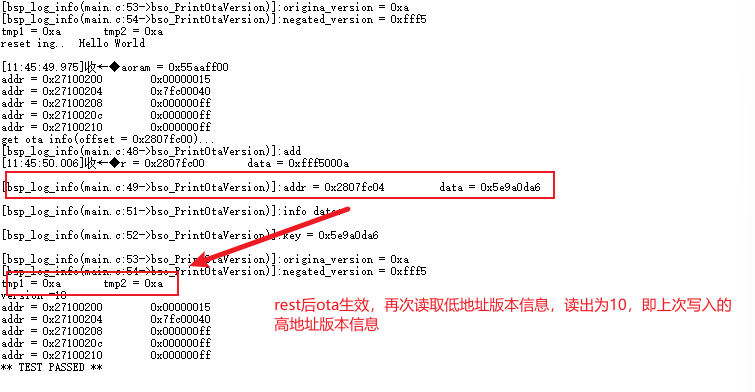 [bsp_log_info(main.c:53->bso_PrintOtaVersion)]:origina_version = 0xa
[bsp_log_info(main.c:54->bso_PrintOtaVersion)]:negated_version = 0xfff5
tmp1 = 0xa tmp2 = 0xa
reset ing.. Hello World
[11:45:49.975]收←◆aoram = 0x55aaff00
addr = 0x27100200 0x00000015
addr = 0x27100204 0x7fc00040
addr = 0x27100208 0x000000ff
addr = 0x2710020c 0x000000ff
addr = 0x27100210 0x000000ff
get ota info(offset = 0x2807fc00)...
[bsp_log_info(main.c:48->bso_PrintOtaVersion)]:add
[11:45:50.006]收←◆r = 0x2807fc00 data = 0xfff5000a
[bsp_log_info(main.c:49->bso_PrintOtaVersion)]:addr = 0x2807fc04 data = 0x5e9a0da6
[bsp_log_info(main.c:51->bso_PrintOtaVersion)]:info data:
[bsp_log_info(main.c:52->bso_PrintOtaVersion)]:key = 0x5e9a0da6
[bsp_log_info(main.c:53->bso_PrintOtaVersion)]:origina_version = 0xa
[bsp_log_info(main.c:54->bso_PrintOtaVersion)]:negated_version = 0xfff5
tmp1 = 0xa tmp2 = 0xa
version =10
addr = 0x27100200 0x00000015
addr = 0x27100204 0x7fc00040
addr = 0x27100208 0x000000ff
addr = 0x2710020c 0x000000ff
addr = 0x27100210 0x000000ff
** TEST PASSED **
rest后ota生效，再次读取低地址版本信息，读出为10，即上次写入的
高地址版本信息